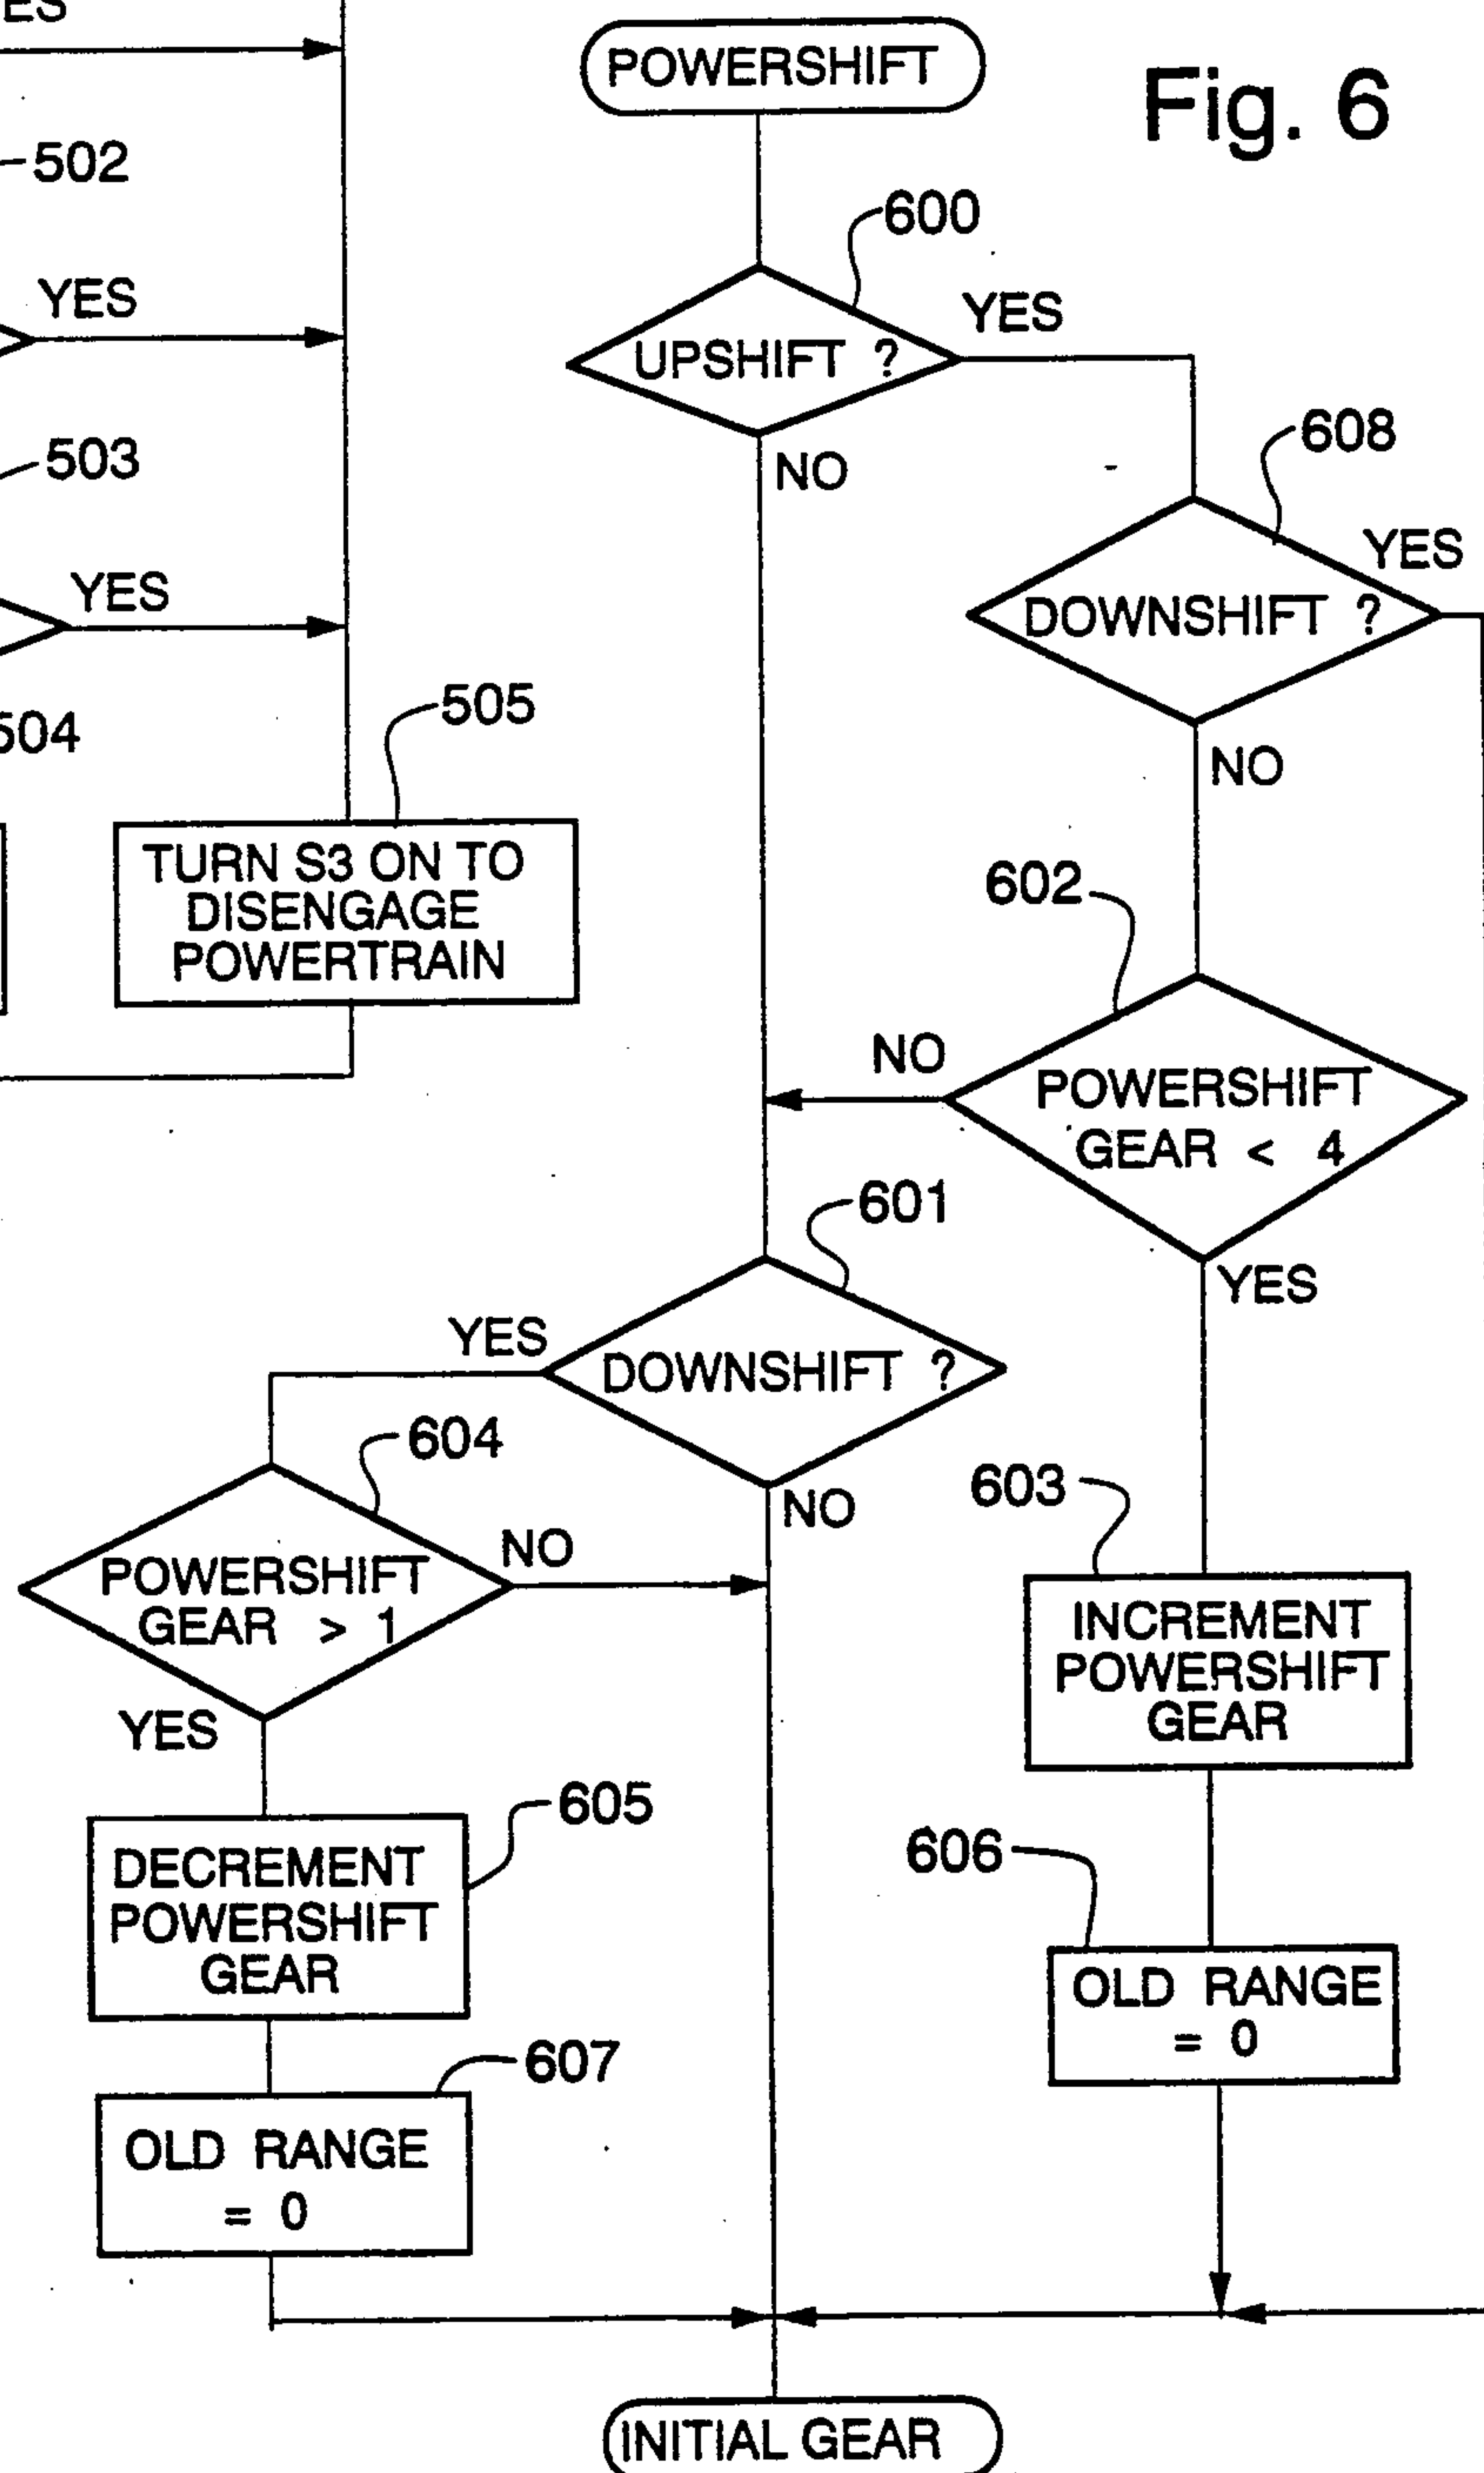 ES
POWERSHIFT
Fig. 6
502
600
YES
YES
UPSHIFT ?
608
503
NO
YES
YES
DOWNSHIFT ?
505
504
NO
TURN S3 ON TO
DISENGAGE
POWERTRAIN
602
NO
POWERSHIFT
GEAR < 4
601
YES
YES
DOWNSHIFT ?
604
603
NO
NO
POWERSHIFT
GEAR > 1
INCREMENT
POWERSHIFT
GEAR
YES
605
606
DECREMENT
POWERSHIFT
GEAR
OLD RANGE
= 0
607
OLD RANGE
= 0
INITIAL GEAR